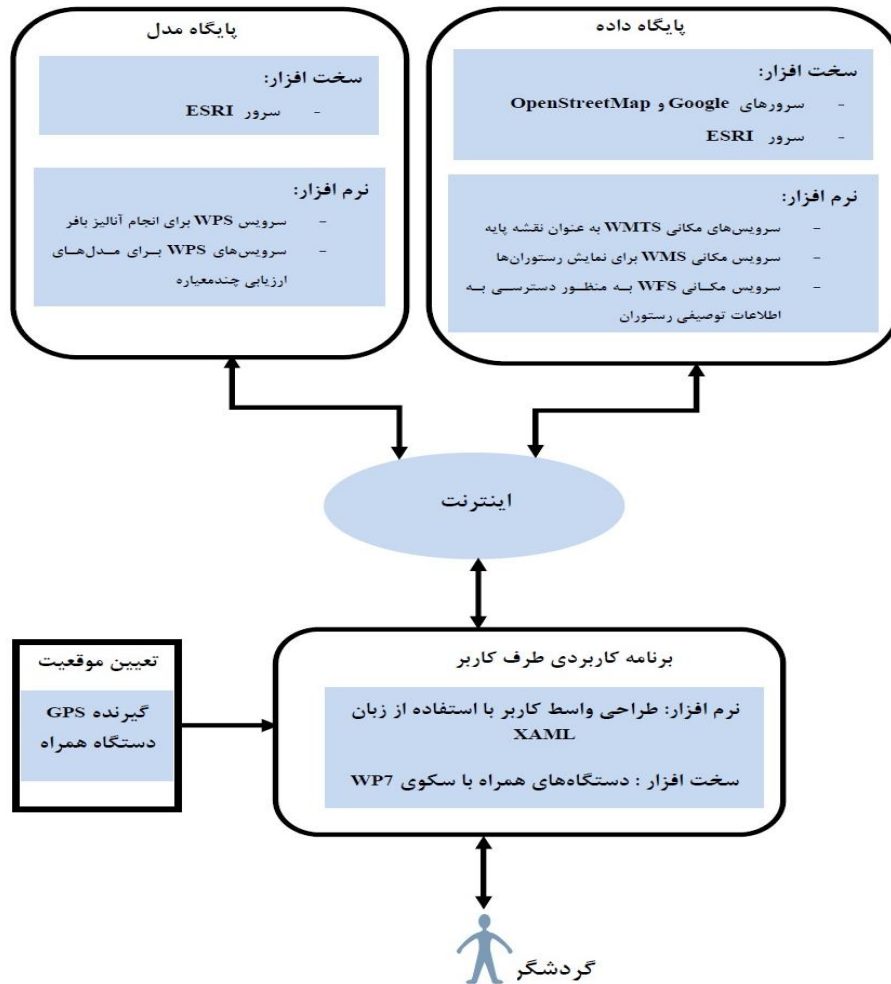 پایگاه داده
سخت افزار:
- سرورهای Google و OpenStreetMap
- سرور ESRI
نرم افزار:
- سرویس‌های مکانی WMTS به عنوان نقشه پایه
- سرویس مکانی WMS برای نمایش رستوران‌ها
- سرویس مکانی WFS به منظور دسترسی به
اطلاعات توصیفی رستوران
پایگاه مدل
سخت افزار:
- سرور ESRI
نرم افزار:
- سرویس WPS برای انجام آنالیز بافر
- سرویس‌های WPS برای مدل‌های
ارزیابی چندمعیاره
اینترنت
برنامه کاربردی طرف کاربر
نرم افزار: طراحی واسط کاربر با استفاده از زبان
XAML
سخت افزار : دستگاه‌های همراه با سکوی WP7
تعیین موقعیت
گیرنده GPS
دستگاه همراه
گردشگر